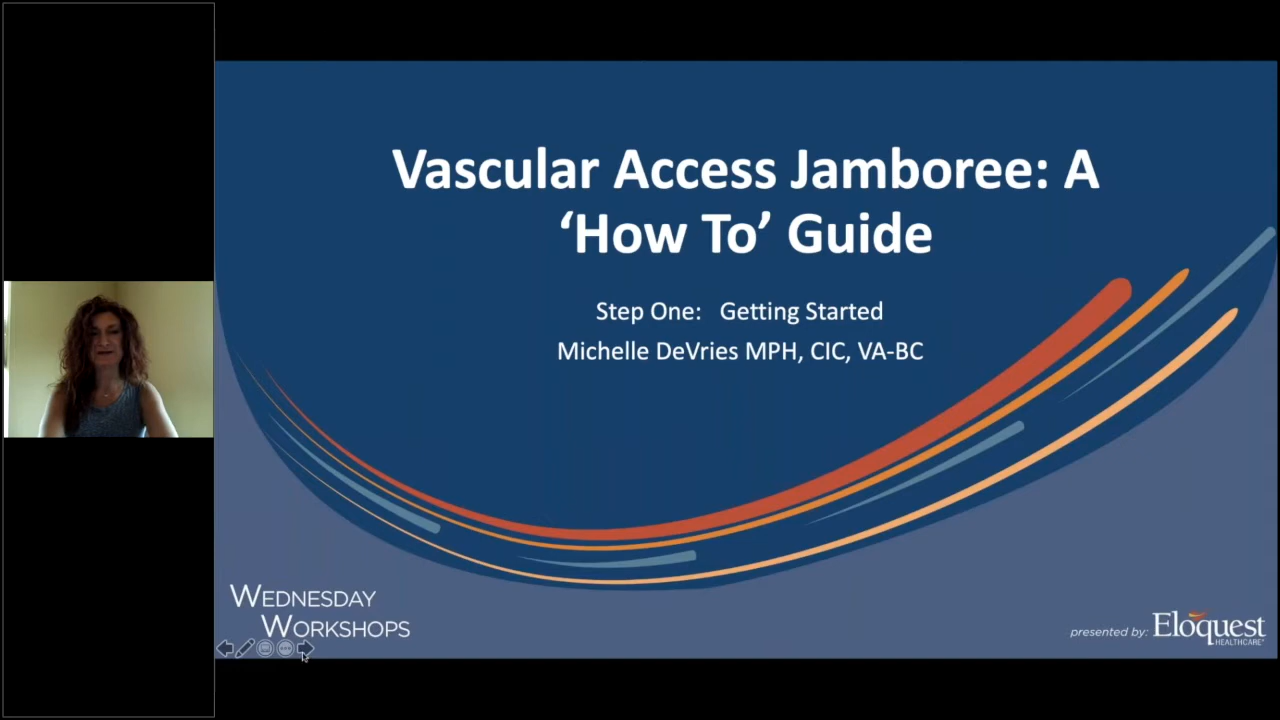 Vascular Access Jamboree: A
‘How To’ Guide
Step One: Getting Started
Michelle DeVries MPH, CIC, VA-BC
WEDNESDAY
WORKSHOPS
presented by: Eloquest
HEALTHCARE®